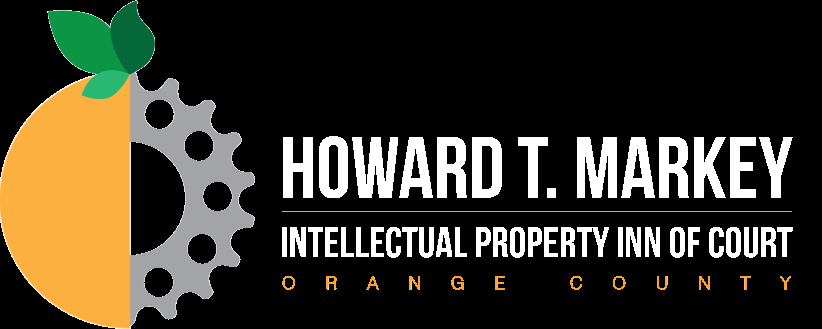 HOWARD T. MARKEY
INTELLECTUAL PROPERTY INN OF COURT
ORANGE COUNTY